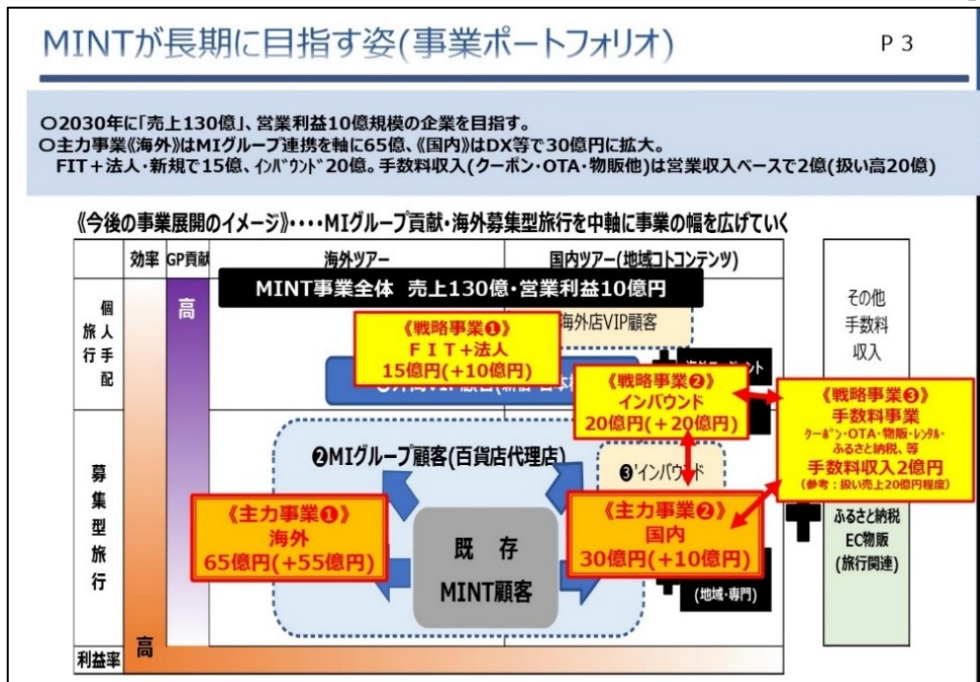 MINTが長期に目指す姿(事業ポートフォリオ)
P 3
〇2030年に「売上130億」、営業利益10億規模の企業を目指す。
〇主力事業《海外》はMIグループ連携を軸に65億、《国内》はDX等で30億円に拡大。
FIT+法人・新規で15億、インバウンド20億。手数料収入(クーポン・OTA・物販他)は営業収入ベースで2億(扱い高20億)
《今後の事業展開のイメージ》・・・・MIグループ貢献・海外募集型旅行を中軸に事業の幅を広げていく
効率
GP貢献
海外ツアー
国内ツアー(地域コトコンテンツ)
MINT事業全体 売上130億・営業利益10億円
個人手配旅行
高
海外店VIP顧客
《戦略事業❶》
FIT+法人
15億円(+10億円)
《戦略事業❷》
インバウンド
20億円(+20億円)
その他
手数料
収入
《戦略事業❸》
手数料事業
クーポン・OTA・物販・レンタル・
ふるさと納税、等
手数料収入2億円
(参考:扱い売上20億円程度)
募集型旅行
❷MIグループ顧客(百貨店代理店)
❸'インバウンド
《主力事業❶》
海外
65億円(+55億円)
既 存
MINT顧客
《主力事業❷》
国内
30億円(+10億円)
(地域・専門)
ふるさと納税
EC物販
(旅行関連)
利益率
高